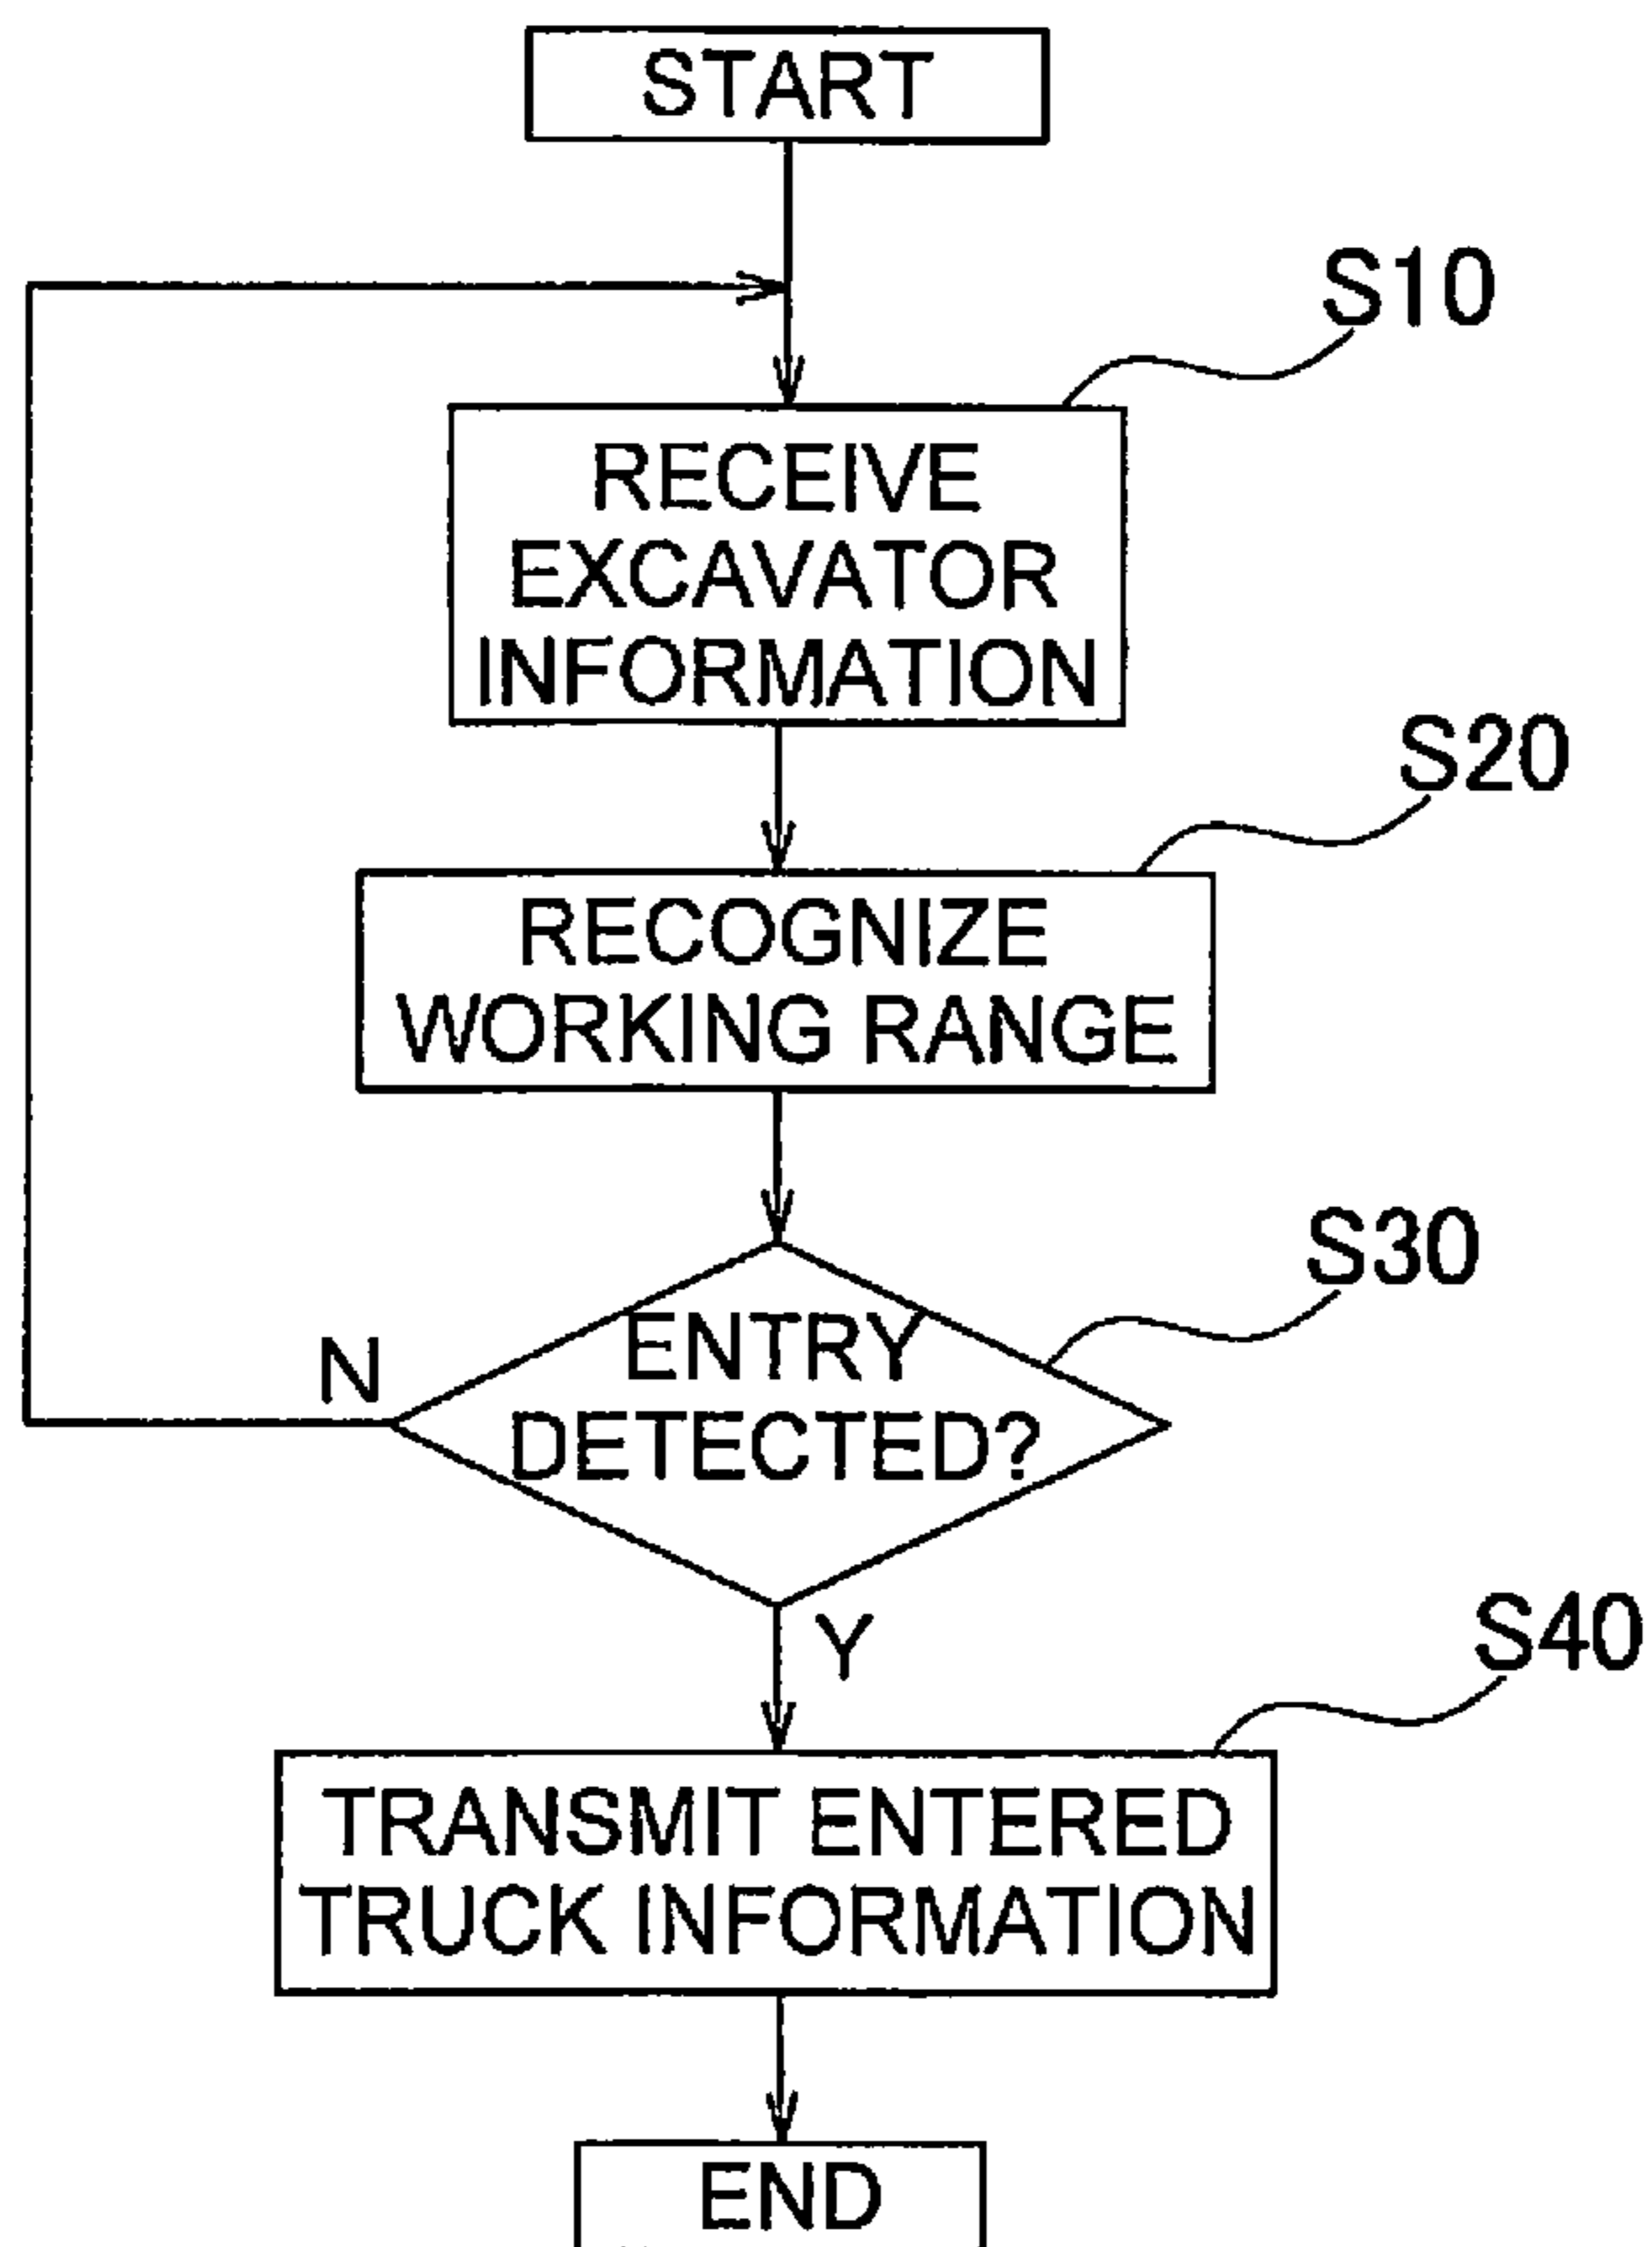 START
S10
RECEIVE
EXCAVATOR
INFORMATION
S20
RECOGNIZE
WORKING RANGE
S30
ENTRY
DETECTED?
N
Y
S40
TRANSMIT ENTERED
TRUCK INFORMATION
END